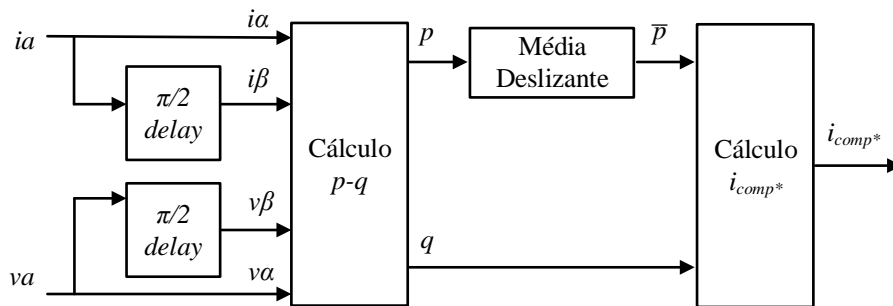 ia
iα
π/2
delay
iβ
π/2
delay
vβ
va
vα
Cálculo
p-q
p
Média
Deslizante
p̅
q
Cálculo
icomp*
icomp*